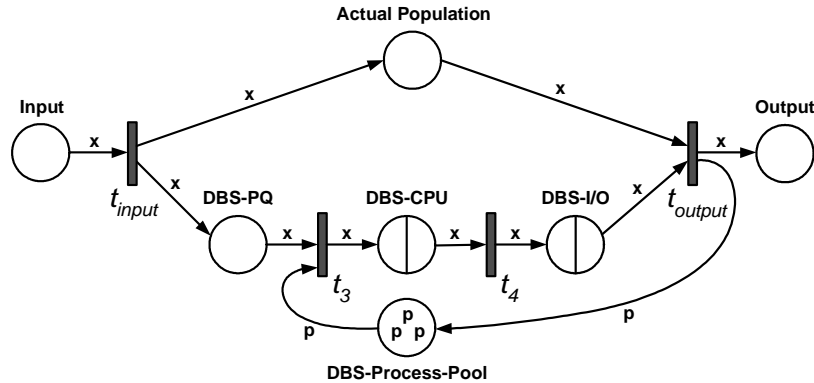 Actual Population
x
x
Input
Output
x
x
t_input
x
DBS-PQ
DBS-CPU
DBS-I/O
x
t_output
x
x
x
x
t_3
t_4
p
p
p p
p
DBS-Process-Pool